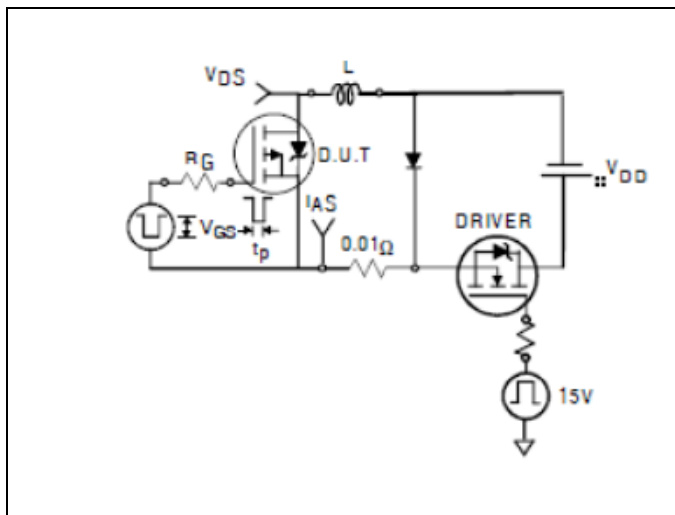 VDS
L
RG
D.U.T
IAS
VDD
VGS
tp
0.01Ω
DRIVER
15V